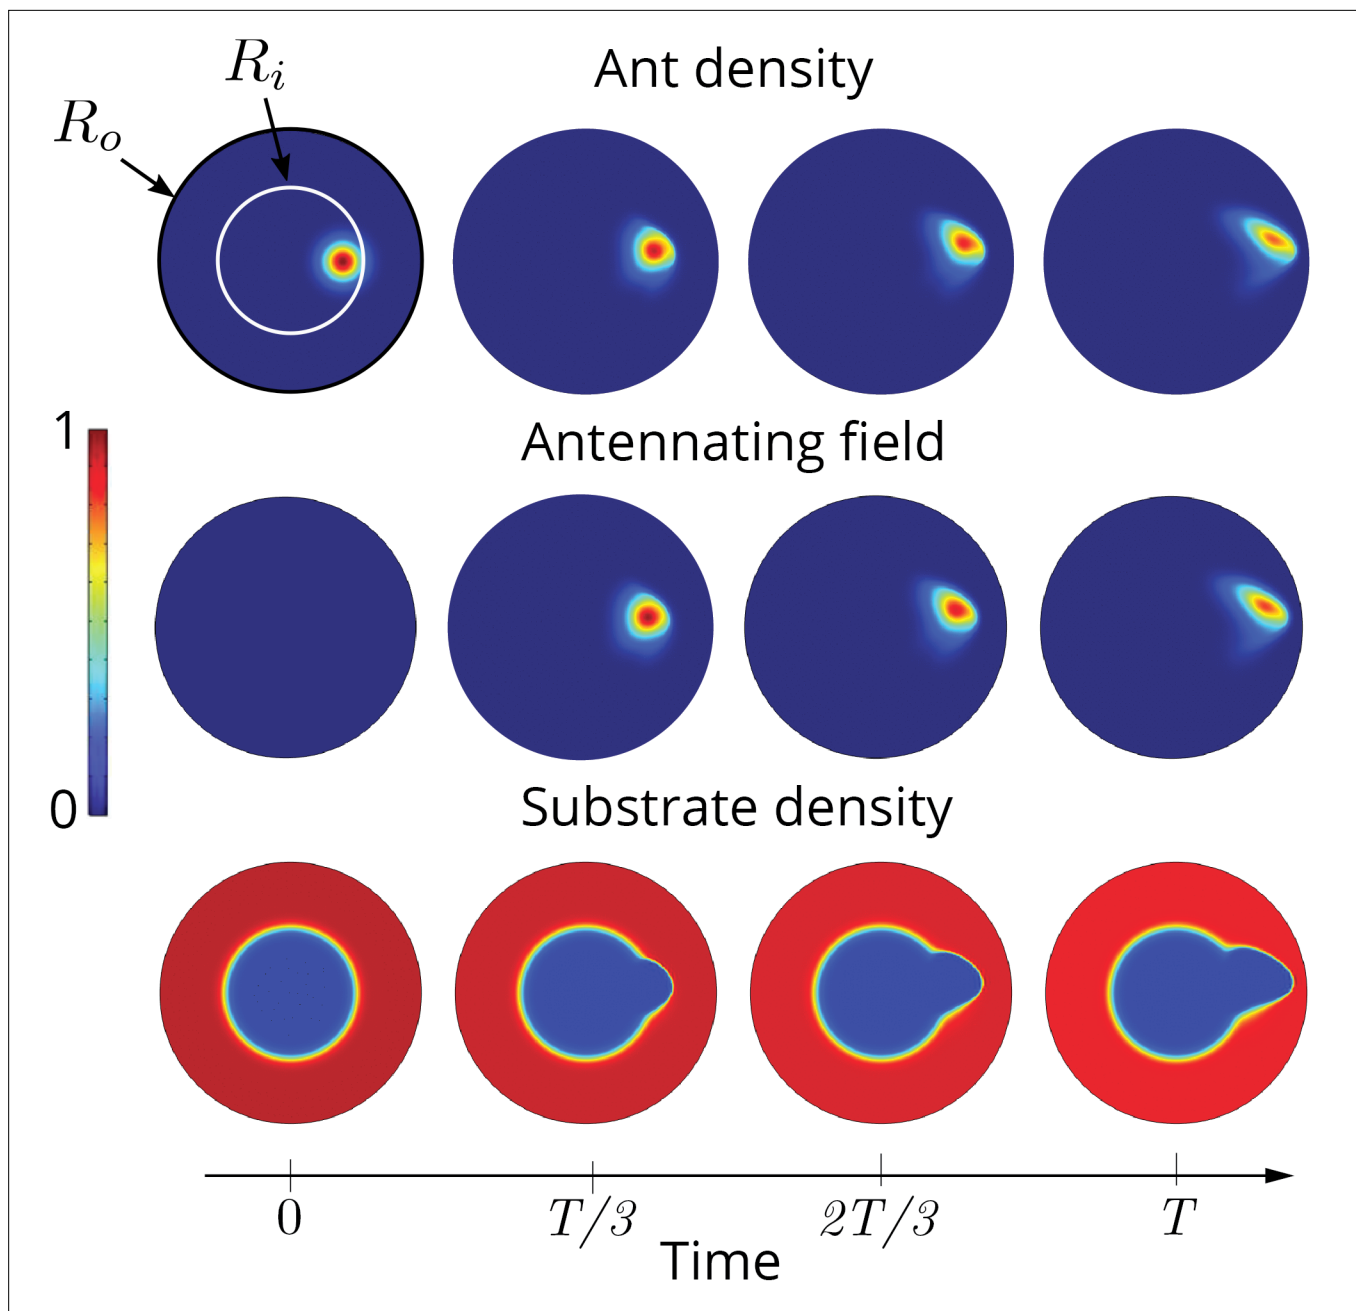 R_i
Ant density
R_o
1
Antennating field
0
Substrate density
0 T/3 2T/3 T
Time